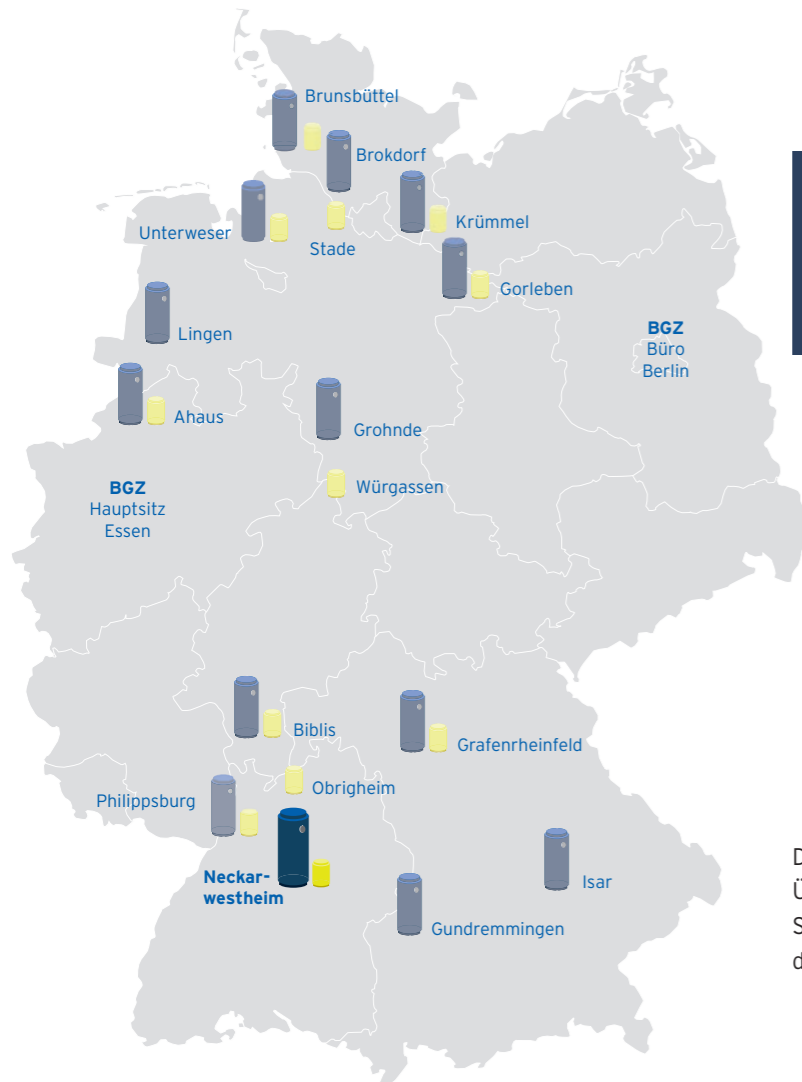 Brunsbüttel
Brokdorf
Krümmel
Unterweser
Stade
Gorleben
Lingen
BGZ
Büro
Berlin
Ahaus
Grohnde
BGZ
Hauptsitz
Essen
Würgassen
Biblis
Grafenrheinfeld
Obrigheim
Philippsburg
Neckar-
westheim
Isar
Gundremmingen